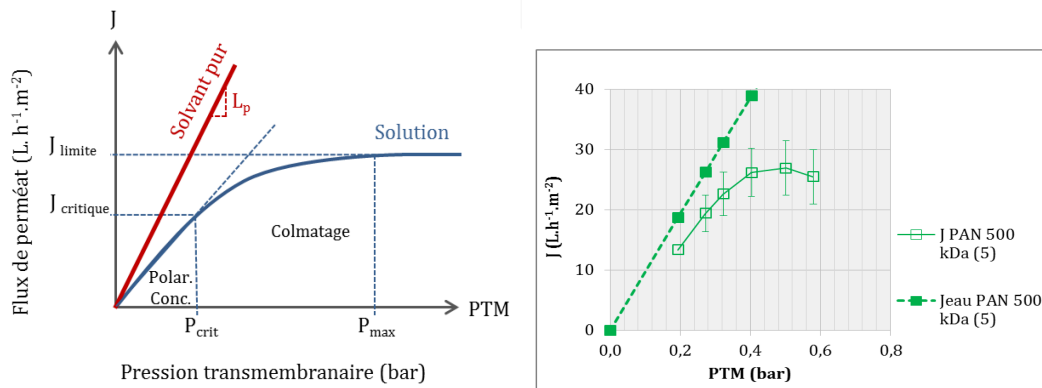 J
Flux de perméat (L. h⁻¹.m⁻²)
Solvant pur
Lₚ
Solution
J limite
J critique
Colmatage
Polar.
Conc.
PTM
P_crit
P_max
Pression transmembranaire (bar)
J (L.h⁻¹.m⁻²)
40
30
20
10
0
0,0
0,2
0,4
0,6
0,8
PTM (bar)
J PAN 500
kDa (5)
Jeau PAN 500
kDa (5)